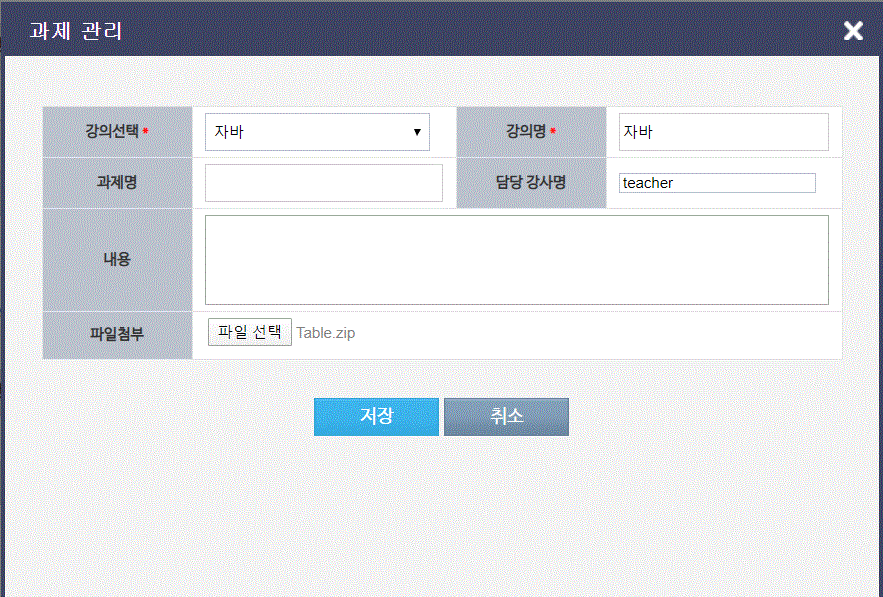 과제 관리
강의선택 * 자바 강의명 * 자바
과제명 담당 강사명 teacher
내용
파일첨부 파일 선택 Table.zip
저장 취소